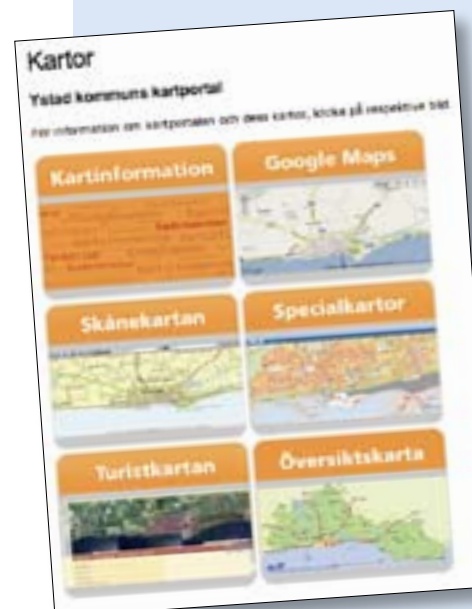 Kartor
Ystad kommuns kartportal
För information om kartportalen och dess kartor, klicka på respektive bild.
Kartinformation
Google Maps
Skånekartan
Specialkartor
Turistkartan
Översiktskarta